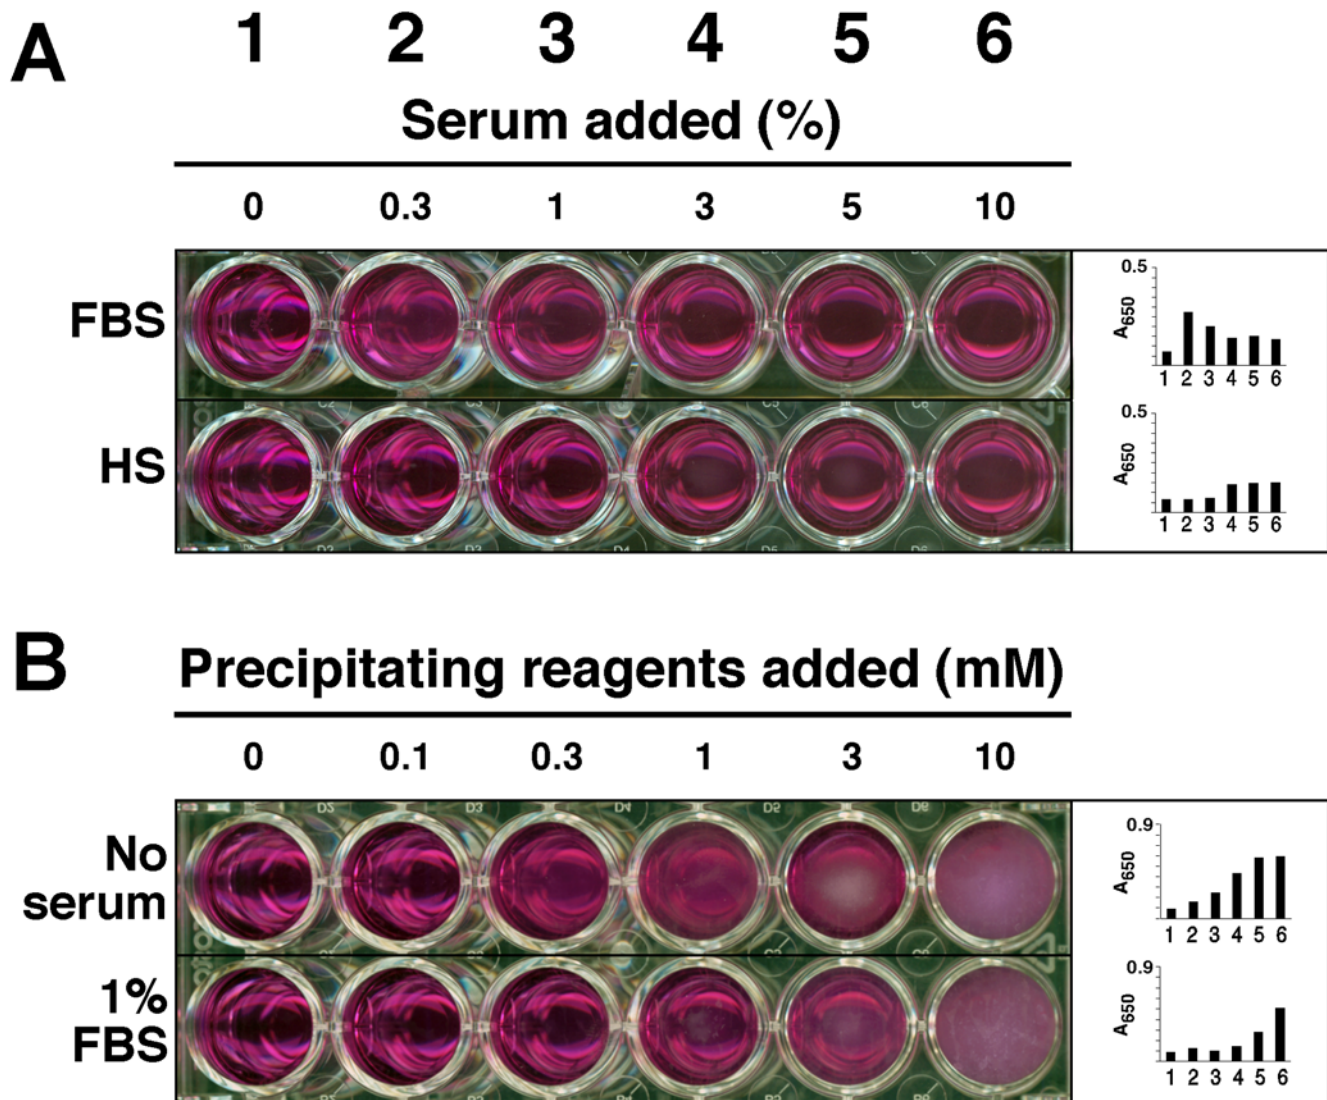 A 1 2 3 4 5 6
Serum added (%)
0 0.3 1 3 5 10
FBS
0.5
A650
1 2 3 4 5 6
HS
0.5
A650
1 2 3 4 5 6
B
Precipitating reagents added (mM)
0 0.1 0.3 1 3 10
No
serum
0.9
A650
1 2 3 4 5 6
1%
FBS
0.9
A650
1 2 3 4 5 6